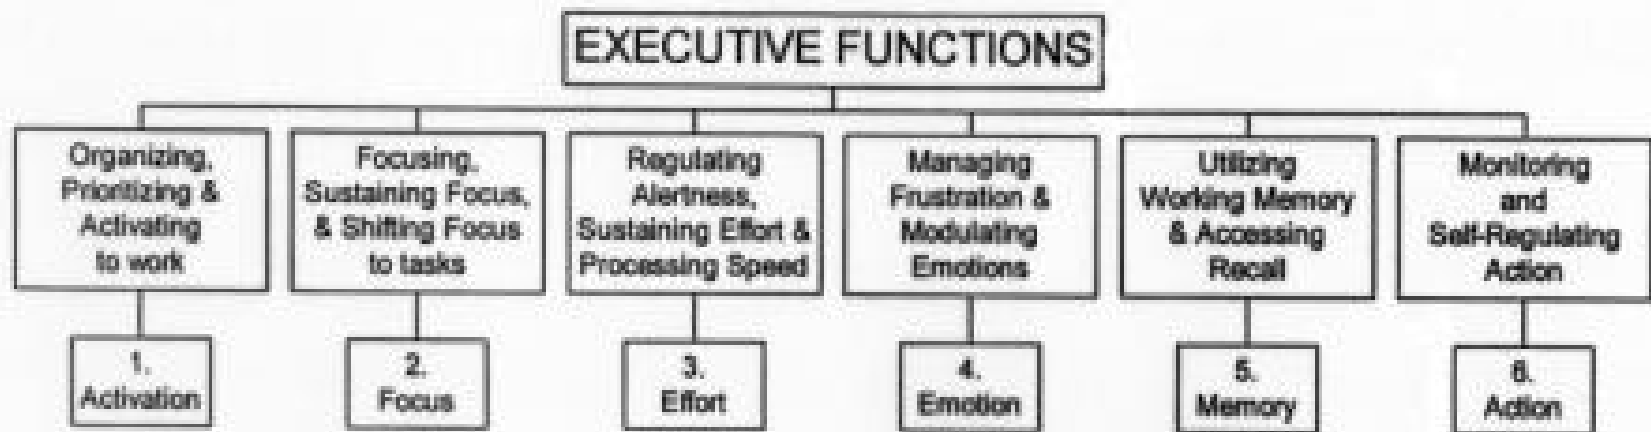 EXECUTIVE FUNCTIONS
Organizing,
Prioritizing &
Activating
to work
Focusing,
Sustaining Focus,
& Shifting Focus
to tasks
Regulating
Alertness,
Sustaining Effort &
Processing Speed
Managing
Frustration &
Modulating
Emotions
Utilizing
Working Memory
& Accessing
Recall
Monitoring
and
Self-Regulating
Action
1.
Activation
2.
Focus
3.
Effort
4.
Emotion
5.
Memory
6.
Action